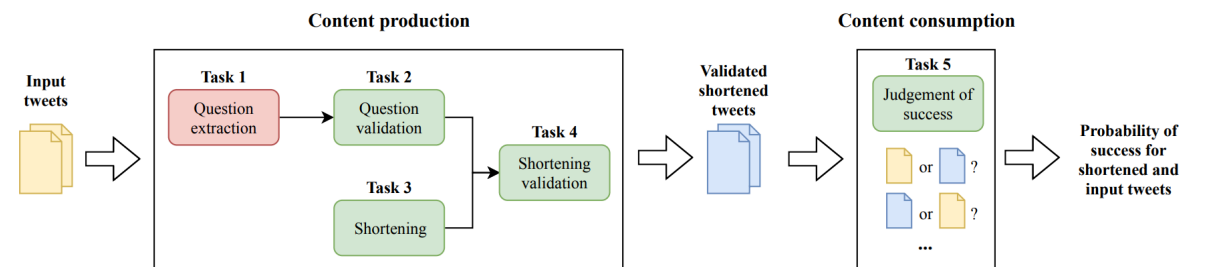 Content production
Content consumption
Input
tweets
Task 1
Question
extraction
Task 2
Question
validation
Task 3
Shortening
Task 4
Shortening
validation
Validated
shortened
tweets
Task 5
Judgement of
success
or ?
or ?
...
Probability of
success for
shortened and
input tweets